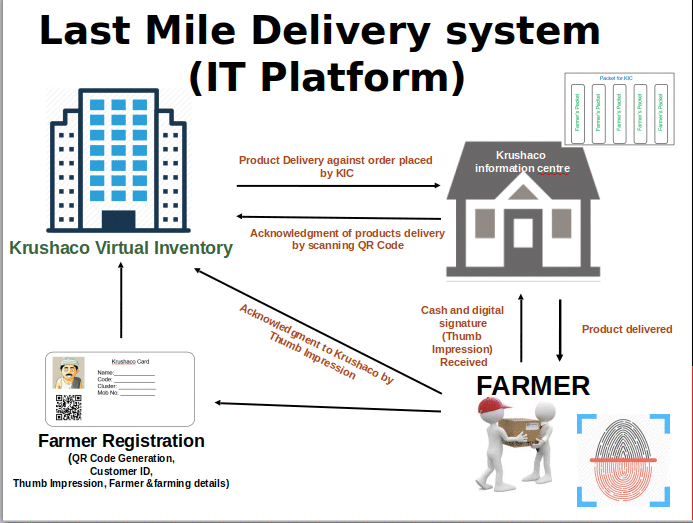 Last Mile Delivery system
(IT Platform)
Packet for KIC
Farmer's Packet
Farmer's Packet
Farmer's Packet
Farmer's Packet
Farmer's Packet
Product Delivery against order placed
by KIC
Krushaco
information centre
Acknowledgment of products delivery
by scanning QR Code
Krushaco Virtual Inventory
Acknowledgment to Krushaco by
Thumb Impression
Cash and digital
signature
(Thumb
Impression)
Received
Product delivered
Krushaco Card
Name:
Code:
Cluster:
Mob No:
FARMER
Farmer Registration
(QR Code Generation,
Customer ID,
Thumb Impression, Farmer &farming details)